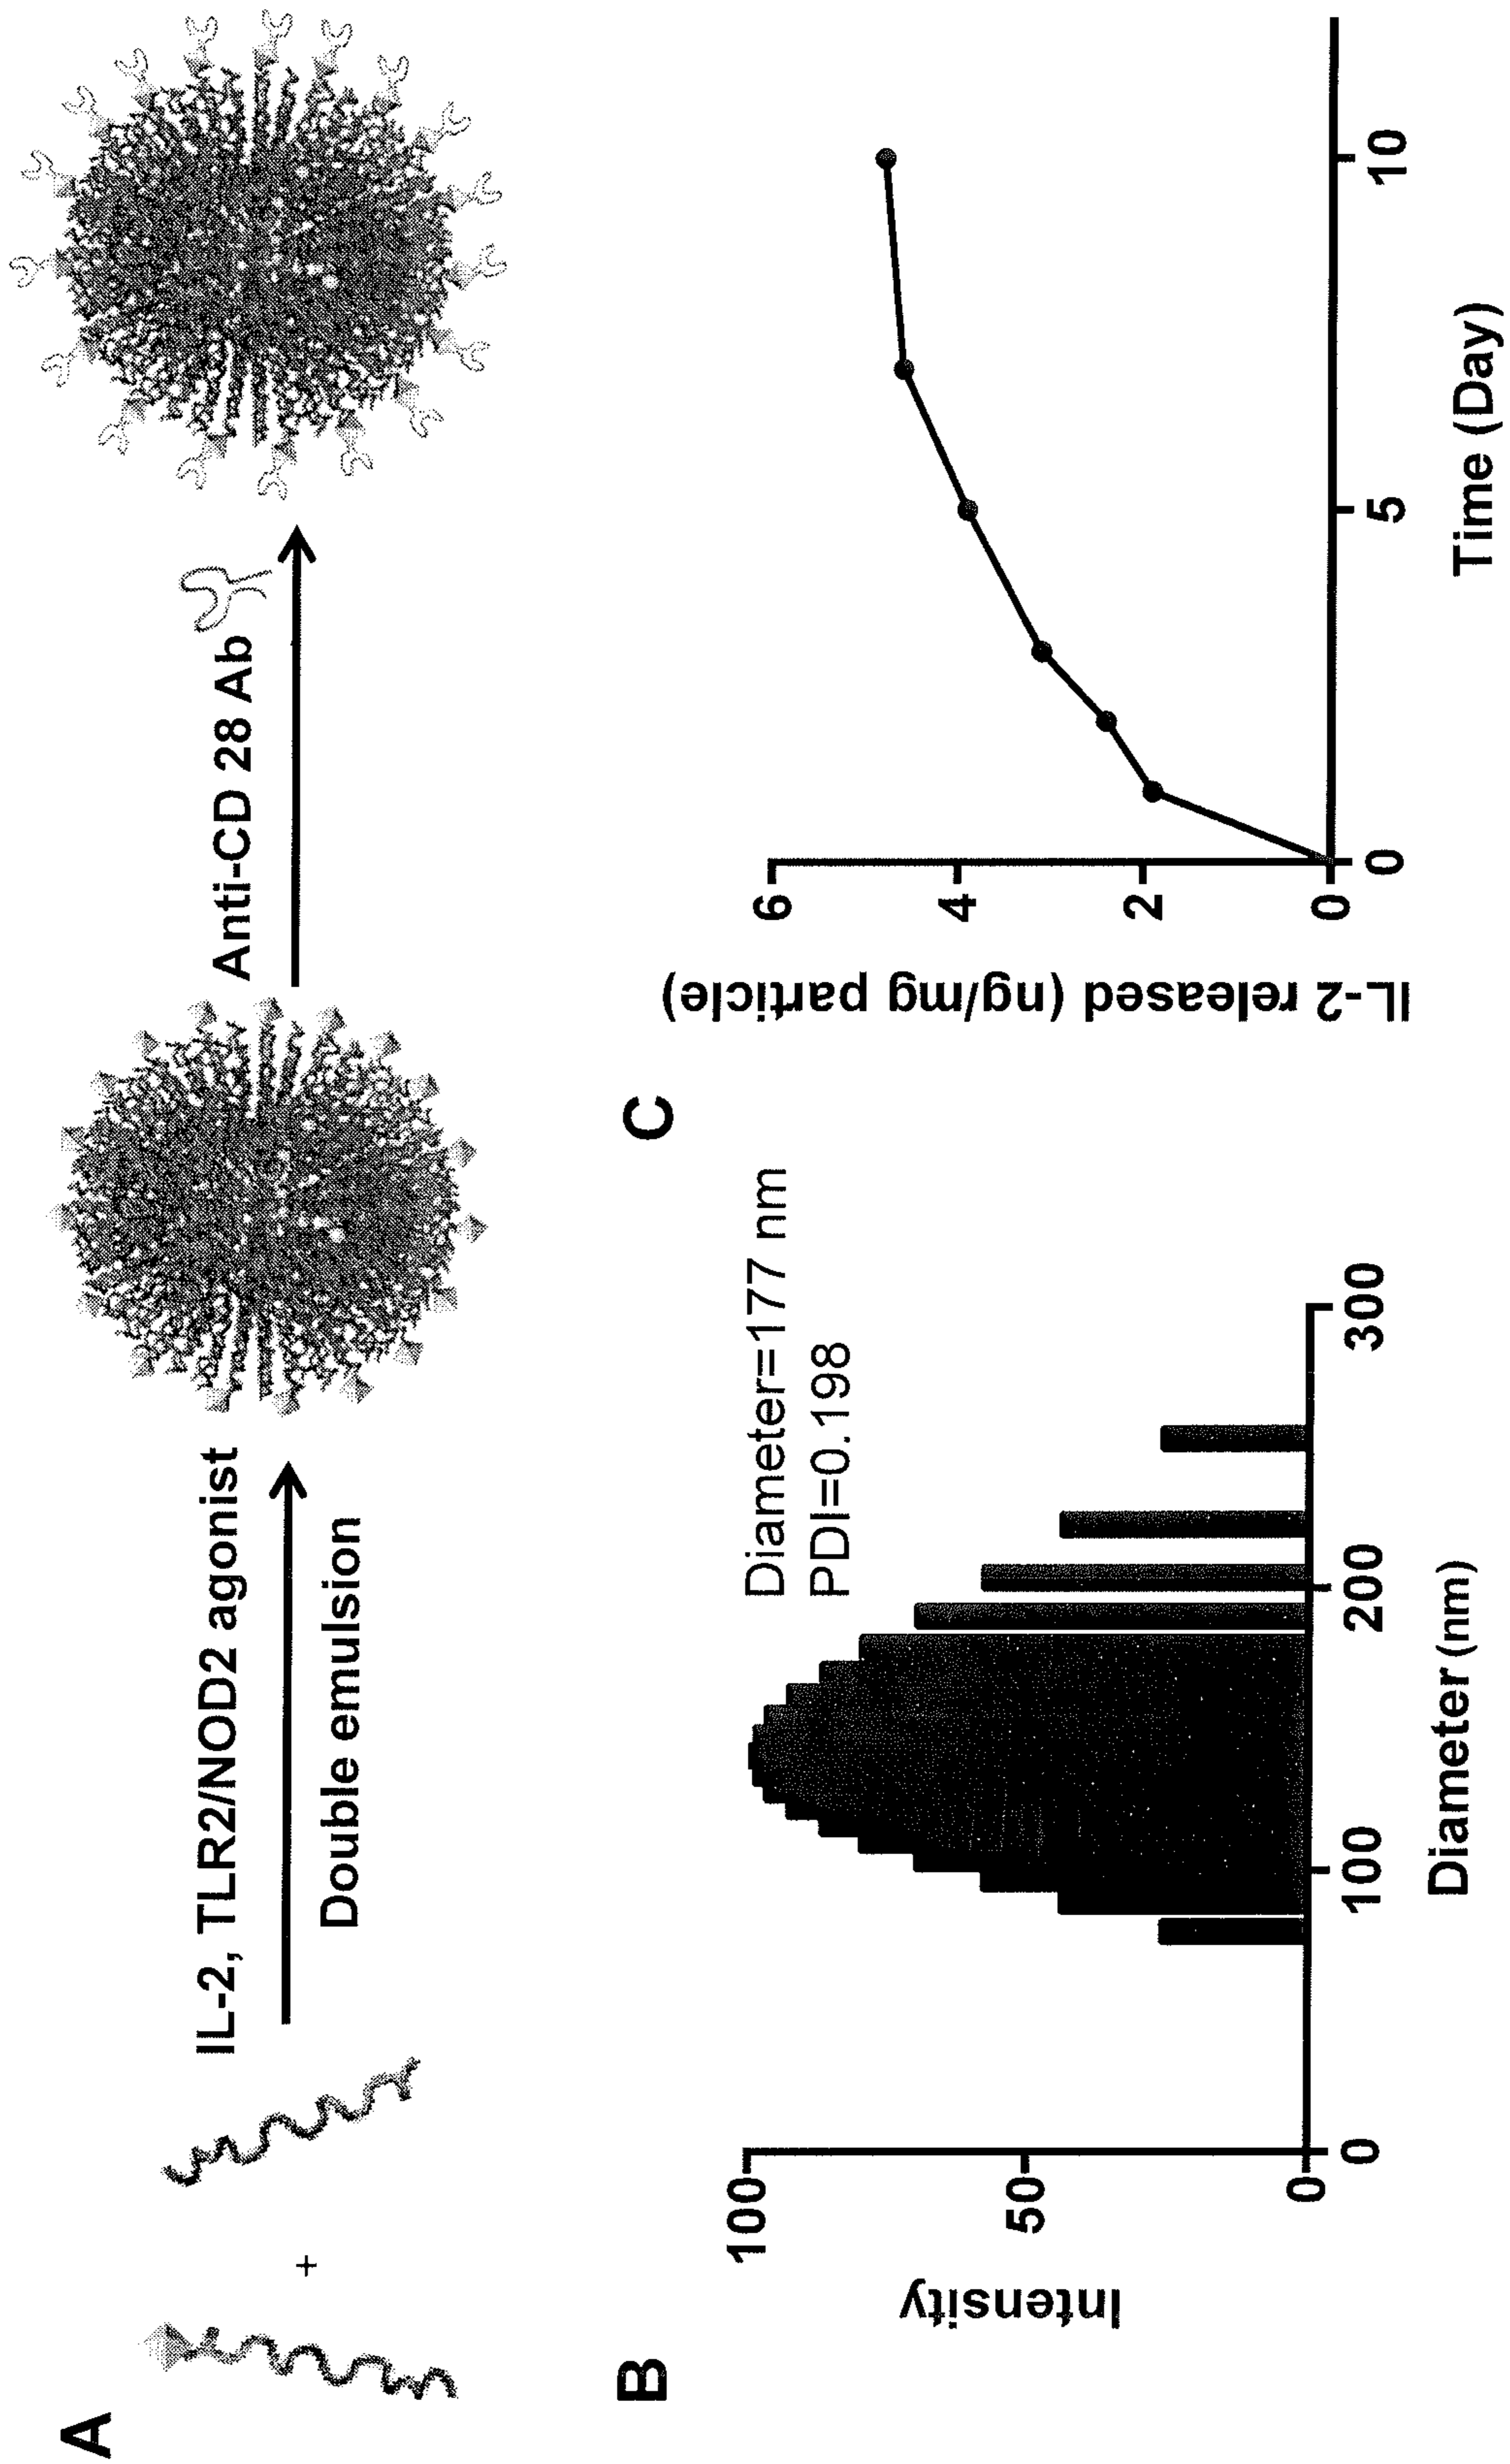 A
+
IL-2, TLR2/NOD2 agonist
Double emulsion
Anti-CD 28 Ab
B
Intensity
100
50
0
0
100
200
300
Diameter (nm)
Diameter=177 nm
PDI=0.198
C
IL-2 released (ng/mg particle)
6
4
2
0
0
5
10
Time (Day)